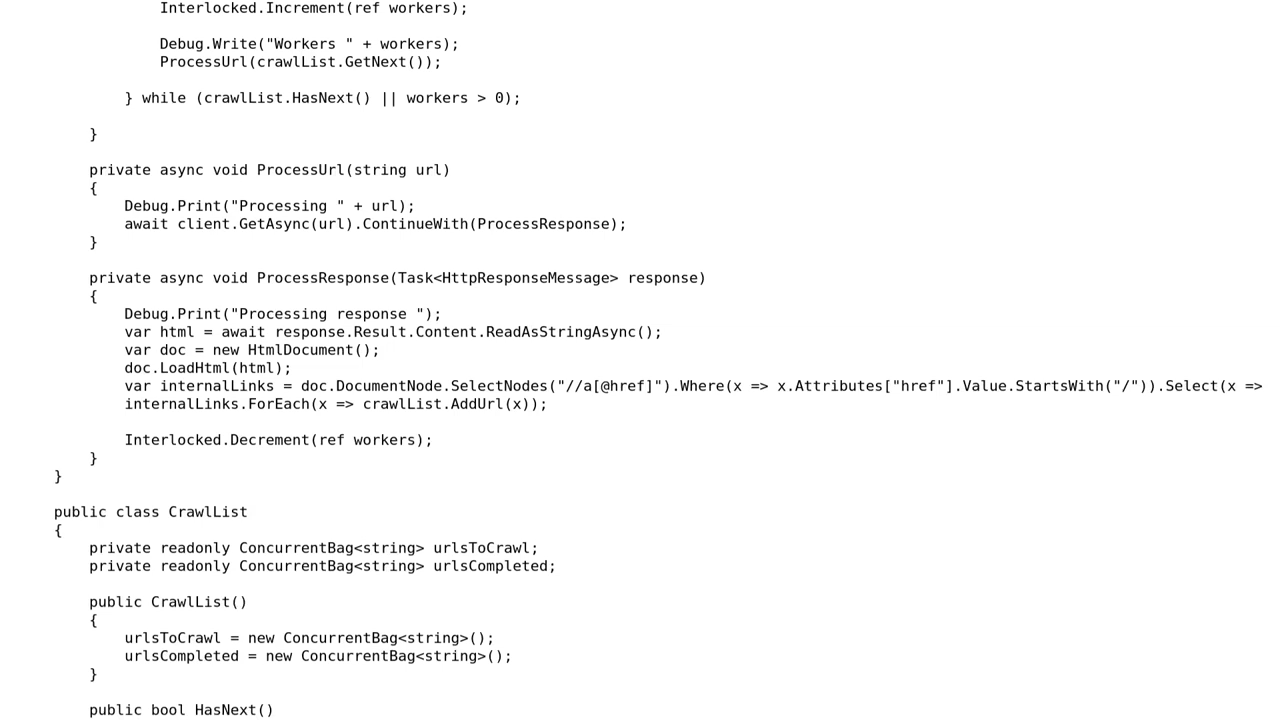 Interlocked.Increment(ref workers);
Debug.Write("Workers " + workers);
ProcessUrl(crawlList.GetNext());
} while (crawlList.HasNext() || workers > 0);
}
private async void ProcessUrl(string url)
{
Debug.Print("Processing " + url);
await client.GetAsync(url).ContinueWith(ProcessResponse);
}
private async void ProcessResponse(Task<HttpResponseMessage> response)
{
Debug.Print("Processing response ");
var html = await response.Result.Content.ReadAsStringAsync();
var doc = new HtmlDocument();
doc.LoadHtml(html);
var internalLinks = doc.DocumentNode.SelectNodes("//a[@href]").Where(x => x.Attributes["href"].Value.StartsWith("/")).Select(x =>
internalLinks.ForEach(x => crawlList.AddUrl(x));
Interlocked.Decrement(ref workers);
}
}
public class CrawlList
{
private readonly ConcurrentBag<string> urlsToCrawl;
private readonly ConcurrentBag<string> urlsCompleted;
public CrawlList()
{
urlsToCrawl = new ConcurrentBag<string>();
urlsCompleted = new ConcurrentBag<string>();
}
public bool HasNext()